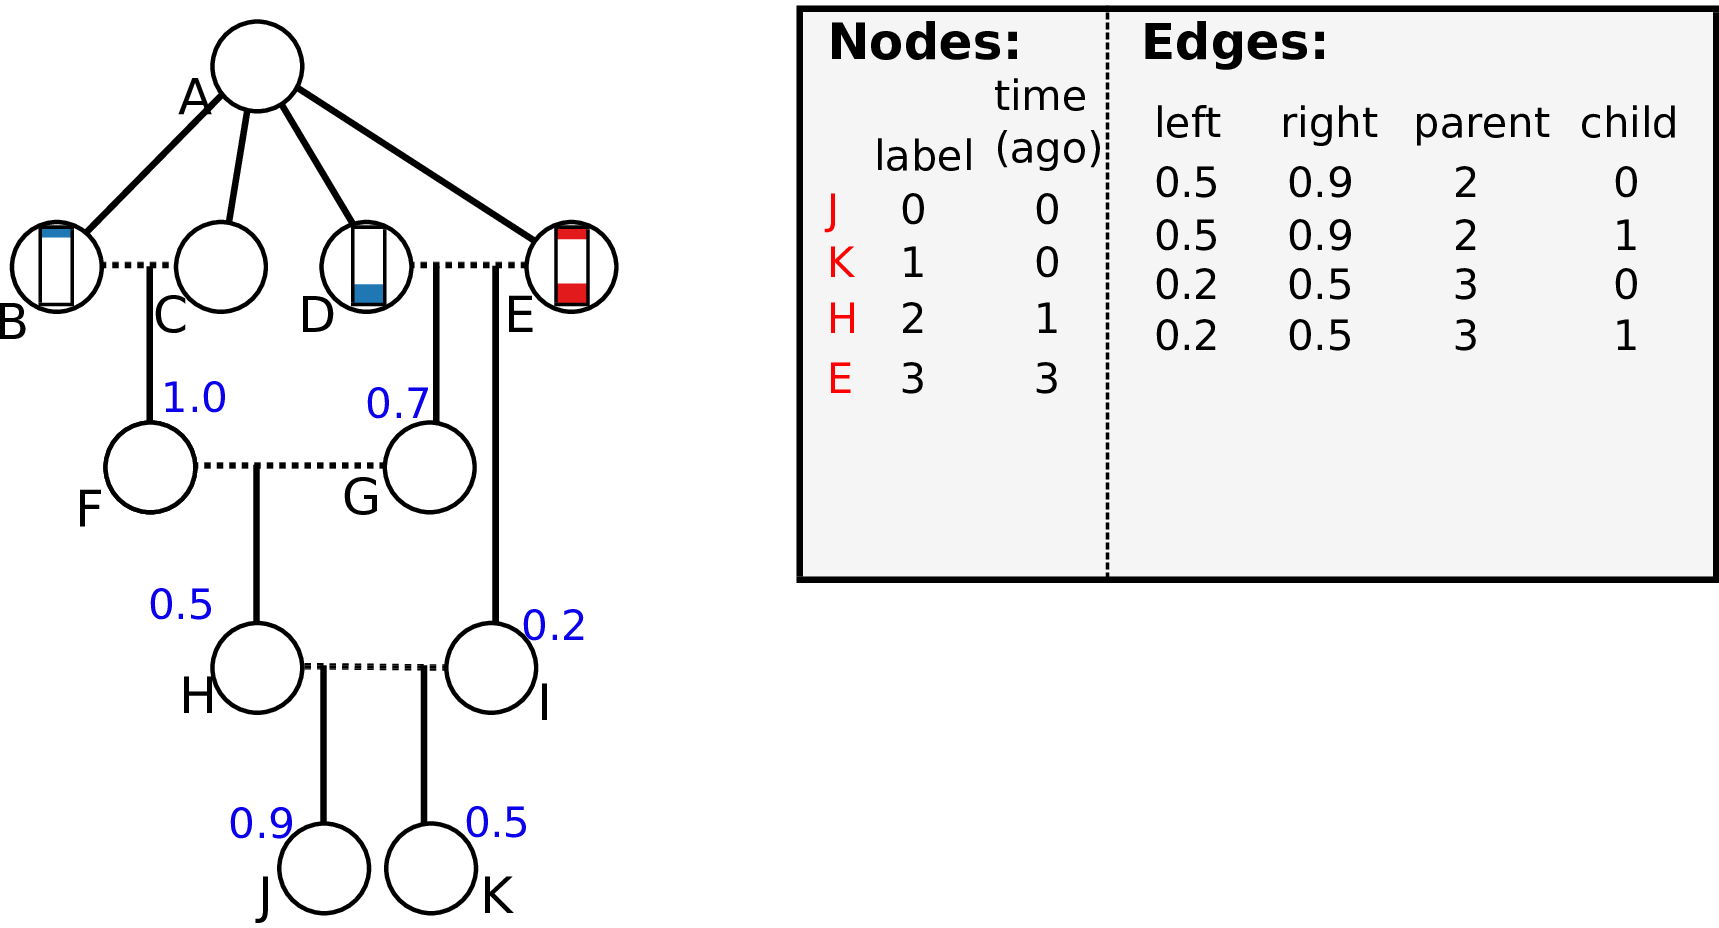 A
B
C
D
E
1.0
0.7
F
G
0.5
0.2
H
I
0.9
0.5
J
K
Nodes:
time
label (ago)
J 0 0
K 1 0
H 2 1
E 3 3
Edges:
left right parent child
0.5 0.9 2 0
0.5 0.9 2 1
0.2 0.5 3 0
0.2 0.5 3 1